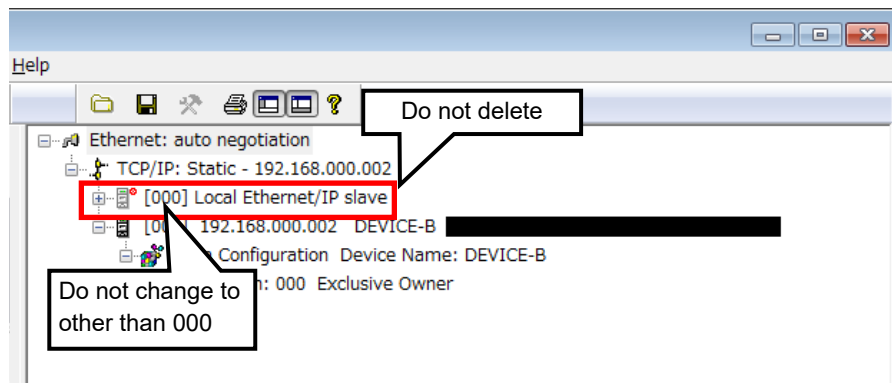 Help
Do not delete
Ethernet: auto negotiation
TCP/IP: Static - 192.168.000.002
[000] Local Ethernet/IP slave
192.168.000.002 DEVICE-B
Configuration Device Name: DEVICE-B
: 000 Exclusive Owner
Do not change to
other than 000